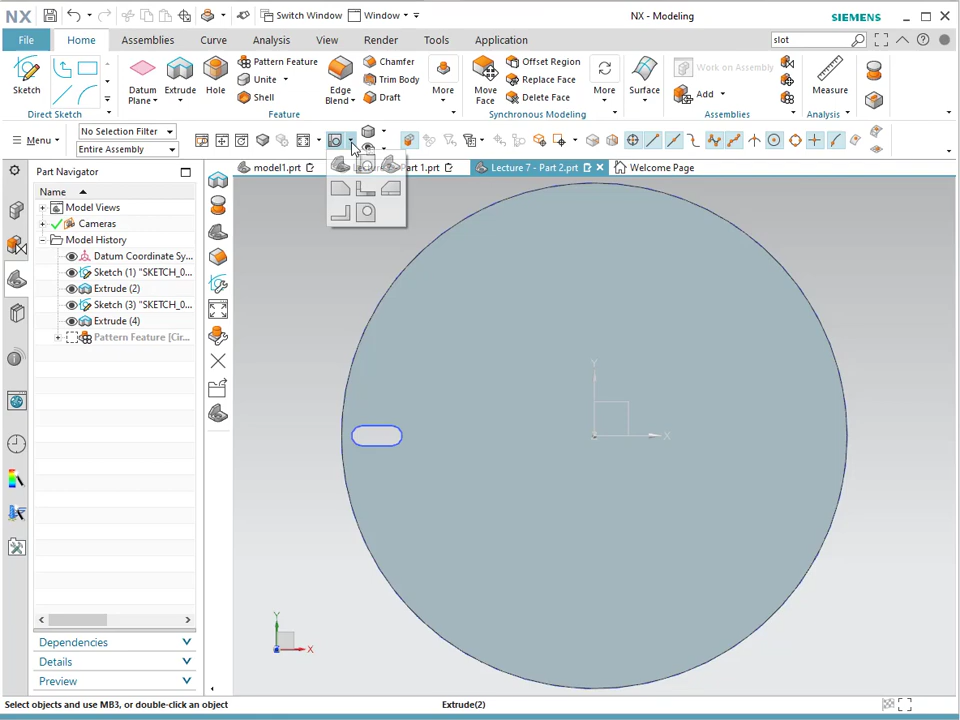 NX
Switch Window
Window
NX - Modeling
SIEMENS
File
Home
Assemblies
Curve
Analysis
View
Render
Tools
Application
slot
Sketch
Direct Sketch
Datum
Plane
Extrude
Hole
Pattern Feature
Unite
Shell
Edge
Blend
Chamfer
Trim Body
Draft
More
Feature
Move
Face
Offset Region
Replace Face
Delete Face
More
Synchronous Modeling
Surface
Work on Assembly
Add
Assemblies
Measure
Analysis
Menu
No Selection Filter
Entire Assembly
Part Navigator
model1.prt
Part 1.prt
Lecture 7 - Part 2.prt
Welcome Page
Name
Model Views
Cameras
Model History
Datum Coordinate Sy...
Sketch (1) "SKETCH_0...
Extrude (2)
Sketch (3) "SKETCH_0...
Extrude (4)
Pattern Feature [Cir...
Y
X
Y
X
Dependencies
Details
Preview
Select objects and use MB3, or double-click an object
Extrude(2)